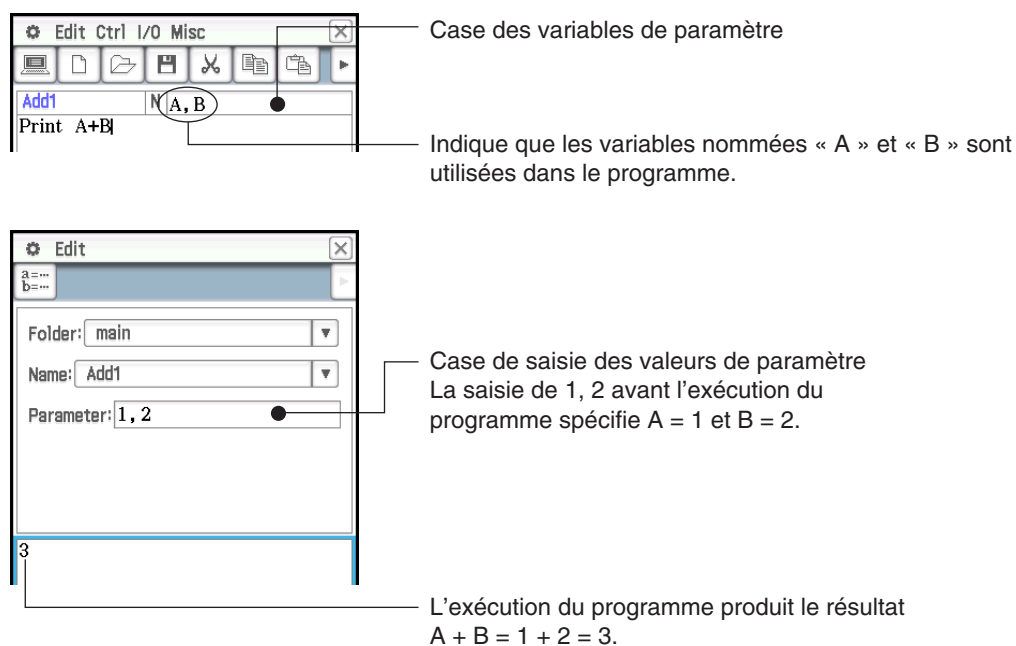 Edit Ctrl I/O Misc
Case des variables de paramètre
Add1 N A,B
Print A+B
Indique que les variables nommées « A » et « B » sont
utilisées dans le programme.
Edit
a=…
b=…
Folder: main
Name: Add1
Parameter: 1,2
Case de saisie des valeurs de paramètre
La saisie de 1, 2 avant l'exécution du
programme spécifie A = 1 et B = 2.
3
L'exécution du programme produit le résultat
A + B = 1 + 2 = 3.